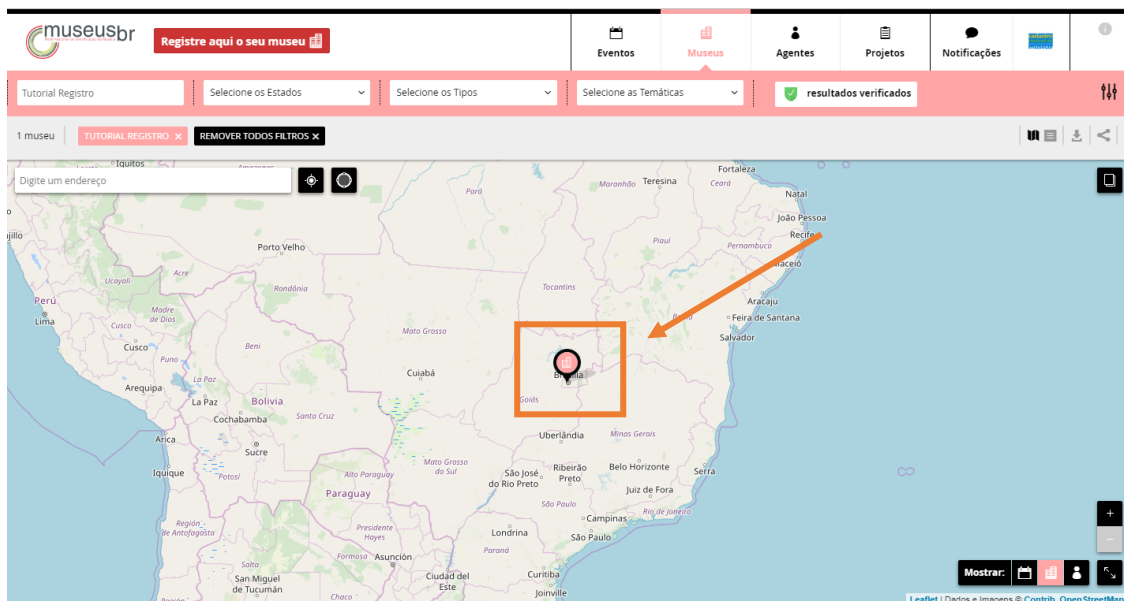 museusbr
Registre aqui o seu museu
Eventos
Museus
Agentes
Projetos
Notificações
Tutorial Registro
Selecione os Estados
Selecione os Tipos
Selecione as Temáticas
resultados verificados
1 museu
TUTORIAL REGISTRO ×
REMOVER TODOS FILTROS ×
Iquitos
Digite um endereço
Fortaleza
Maranhão
Teresina
Ceará
Pará
Natal
João Pessoa
Recife
Porto Velho
Piauí
Pernambuco
Maceió
Acre
Ucayali
Rondônia
Tocantins
Aracaju
Perú
Lima
Madre
de Dios
Cusco
Mato Grosso
Feira de Santana
Salvador
Cusco
Beni
Puno
Cuiabá
Arequipa
La Paz
La Paz
Bolivia
Goiás
Cochabamba
Santa Cruz
Arica
Sucre
Uberlândia
Minas Gerais
Iquique
Potosí
Alto Paraguay
Mato Grosso
do Sul
São José
do Rio Preto
Ribeirão
Preto
Belo Horizonte
Serra
Paraguay
Juiz de Fora
São Paulo
Rio de Janeiro
Campinas
Región
de Antofagasta
Presidente
Hayes
Londrina
São Paulo
Formosa
Asunción
Paraná
Salta
San Miguel
de Tucumán
Chaco
Ciudad del
Este
Curitiba
Joinville
+
−
Mostrar:
Leaflet | Dados e Imagens © Contrib. OpenStreetMap